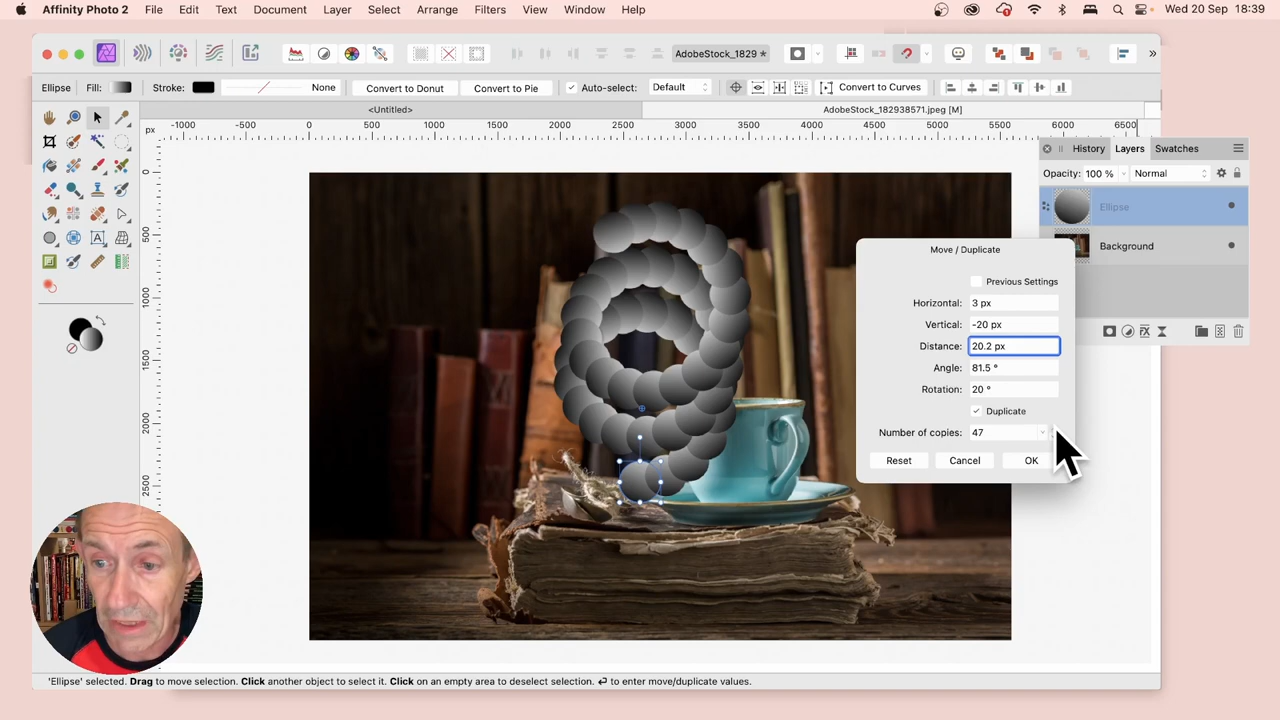 Affinity Photo 2 File Edit Text Document Layer Select Arrange Filters View Window Help Wed 20 Sep 18:39
AdobeStock_1829 *
Ellipse Fill: Stroke: None Convert to Donut Convert to Pie Auto-select: Default Convert to Curves
<Untitled> AdobeStock_182938571.jpeg [M]
px -1000 -500 0 500 1000 1500 2000 2500 3000 3500 4000 4500 5000 5500 6000 6500
0
500
1000
1500
2000
2500
History Layers Swatches
Opacity: 100 % Normal
Ellipse
Background
Move / Duplicate
Previous Settings
Horizontal: 3 px
Vertical: -20 px
Distance: 20.2 px
Angle: 81.5 °
Rotation: 20 °
Duplicate
Number of copies: 47
Reset Cancel OK
'Ellipse' selected. Drag to move selection. Click another object to select it. Click on an empty area to deselect selection. ⏎ to enter move/duplicate values.